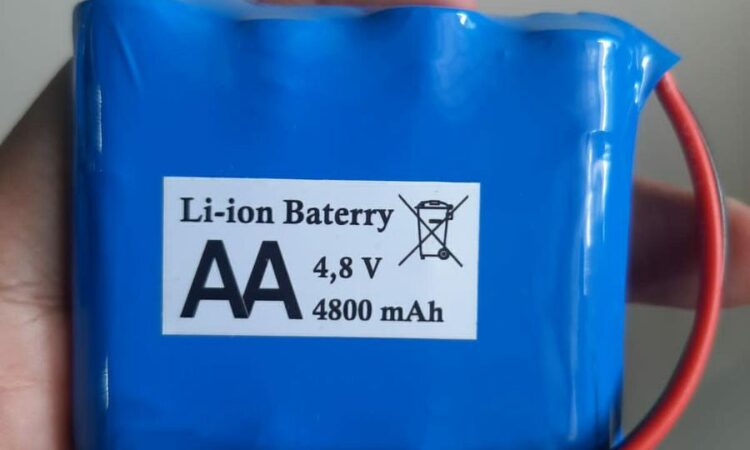 Li-ion Baterry
AA
4,8 V
4800 mAh